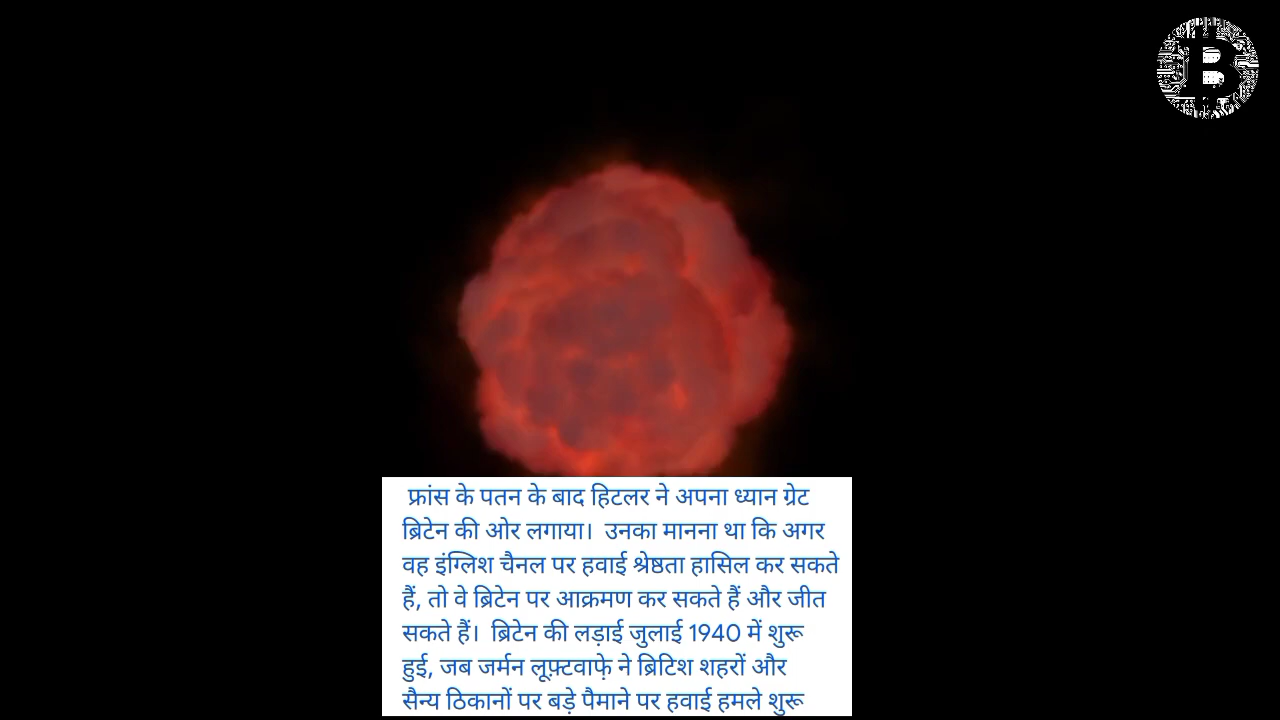 फ्रांस के पतन के बाद हिटलर ने अपना ध्यान ग्रेट
ब्रिटेन की ओर लगाया। उनका मानना था कि अगर
वह इंग्लिश चैनल पर हवाई श्रेष्ठता हासिल कर सकते
हैं, तो वे ब्रिटेन पर आक्रमण कर सकते हैं और जीत
सकते हैं। ब्रिटेन की लड़ाई जुलाई 1940 में शुरू
हुई, जब जर्मन लूफ़्टवाफ़े ने ब्रिटिश शहरों और
सैन्य ठिकानों पर बड़े पैमाने पर हवाई हमले शुरू